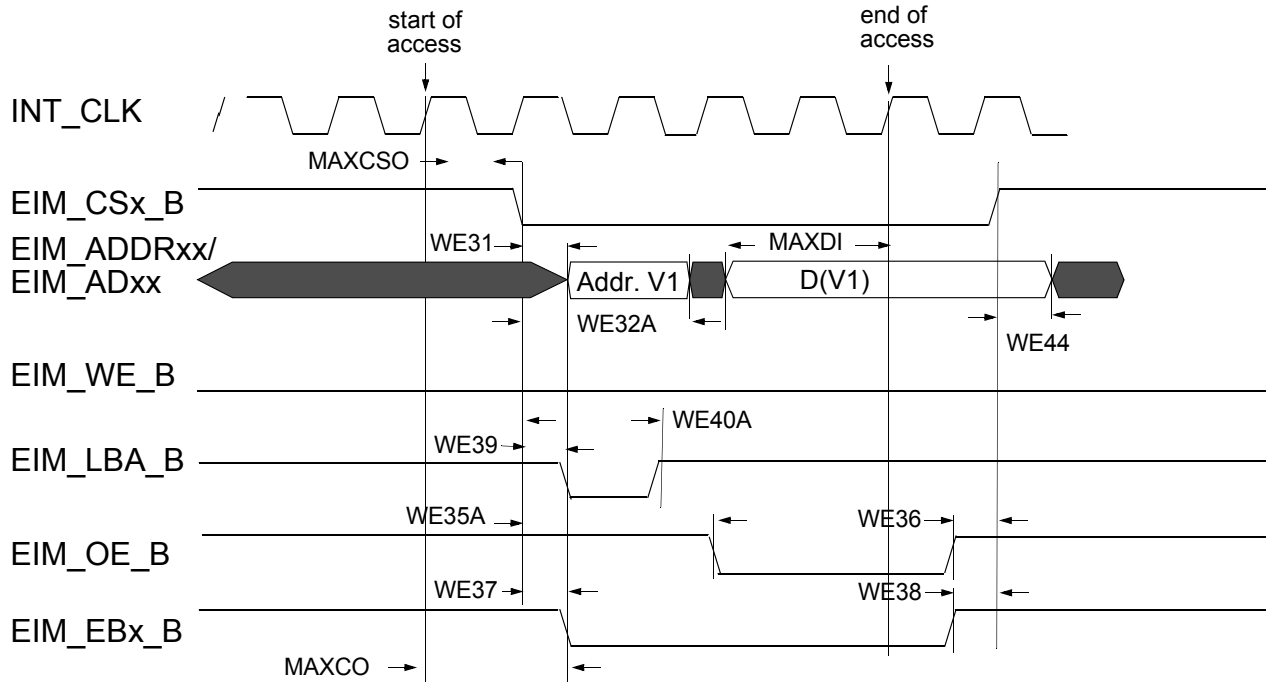 start of
access
end of
access
INT_CLK
MAXCSO
EIM_CSx_B
EIM_ADDRxx/
EIM_ADxx
WE31
MAXDI
Addr. V1
D(V1)
WE32A
WE44
EIM_WE_B
WE40A
WE39
EIM_LBA_B
WE35A
WE36
EIM_OE_B
WE37
WE38
EIM_EBx_B
MAXCO